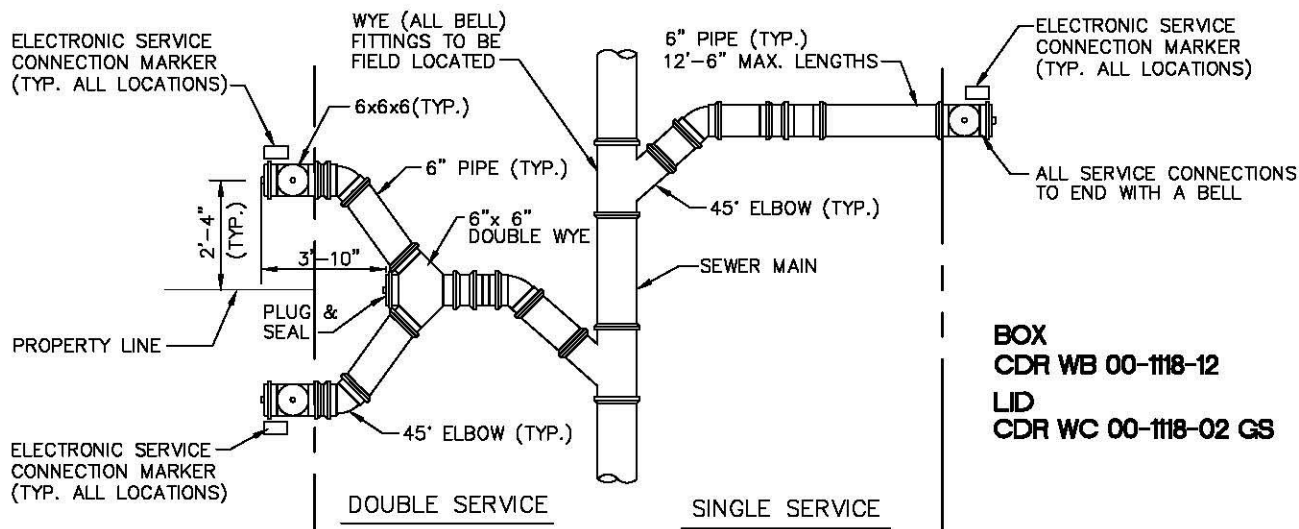 ELECTRONIC SERVICE
CONNECTION MARKER
(TYP. ALL LOCATIONS)
WYE (ALL BELL)
FITTINGS TO BE
FIELD LOCATED
6" PIPE (TYP.)
12'-6" MAX. LENGTHS
ELECTRONIC SERVICE
CONNECTION MARKER
(TYP. ALL LOCATIONS)
6x6x6(TYP.)
6" PIPE (TYP.)
ALL SERVICE CONNECTIONS
TO END WITH A BELL
45° ELBOW (TYP.)
2'-4"
(TYP.)
6"x 6"
DOUBLE WYE
3'-10"
SEWER MAIN
PLUG &
SEAL
PROPERTY LINE
BOX
CDR WB 00-1118-12
LID
CDR WC 00-1118-02 GS
45° ELBOW (TYP.)
ELECTRONIC SERVICE
CONNECTION MARKER
(TYP. ALL LOCATIONS)
DOUBLE SERVICE
SINGLE SERVICE